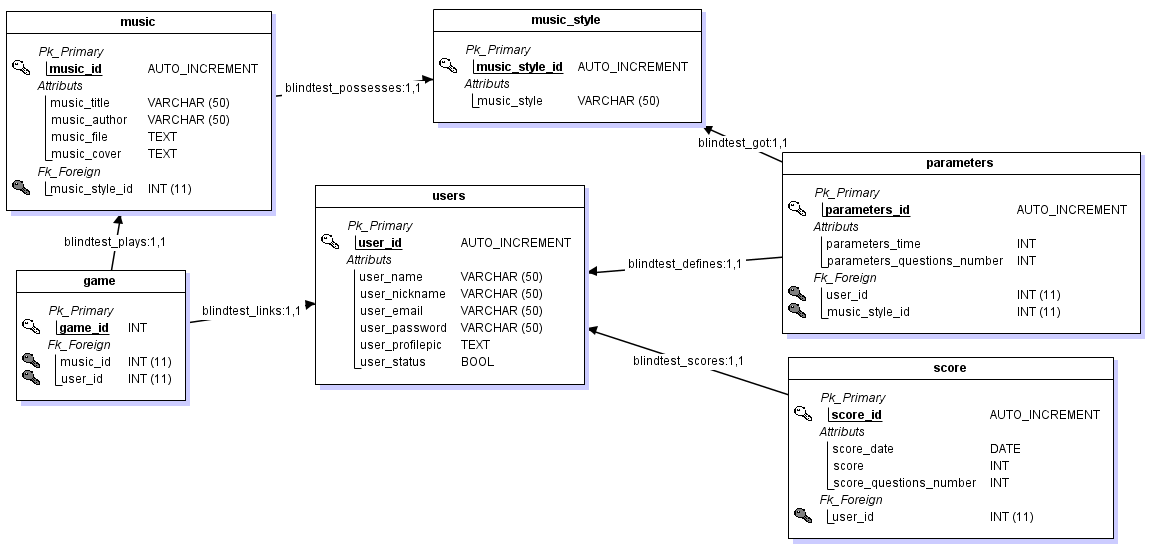 music
Pk_Primary
music_id AUTO_INCREMENT
Attributs
music_title VARCHAR (50)
music_author VARCHAR (50)
music_file TEXT
music_cover TEXT
Fk_Foreign
music_style_id INT (11)
blindtest_possesses:1,1
music_style
Pk_Primary
music_style_id AUTO_INCREMENT
Attributs
music_style VARCHAR (50)
blindtest_got:1,1
parameters
Pk_Primary
parameters_id AUTO_INCREMENT
Attributs
parameters_time INT
parameters_questions_number INT
Fk_Foreign
user_id INT (11)
music_style_id INT (11)
users
Pk_Primary
user_id AUTO_INCREMENT
Attributs
user_name VARCHAR (50)
user_nickname VARCHAR (50)
user_email VARCHAR (50)
user_password VARCHAR (50)
user_profilepic TEXT
user_status BOOL
blindtest_defines:1,1
blindtest_plays:1,1
game
Pk_Primary
game_id INT
Fk_Foreign
music_id INT (11)
user_id INT (11)
blindtest_links:1,1
blindtest_scores:1,1
score
Pk_Primary
score_id AUTO_INCREMENT
Attributs
score_date DATE
score INT
score_questions_number INT
Fk_Foreign
user_id INT (11)